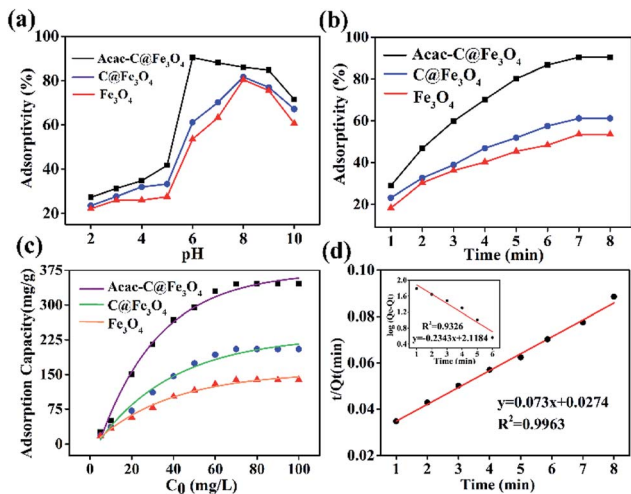 (a)
Adsorptivity (%)
100
80
60
40
20
Acac-C@Fe₃O₄
C@Fe₃O₄
Fe₃O₄
2 4 6 8 10
pH
(b)
Adsorptivity (%)
100
80
60
40
20
0
Acac-C@Fe₃O₄
C@Fe₃O₄
Fe₃O₄
1 2 3 4 5 6 7 8
Time (min)
(c)
Adsorption Capacity(mg/g)
375
300
225
150
75
0
Acac-C@Fe₃O₄
C@Fe₃O₄
Fe₃O₄
0 20 40 60 80 100
C₀ (mg/L)
(d)
t/Qt(min)
0.10
0.08
0.06
0.04
0.02
log (Qe-Qt)
2.0
1.6
1.2
0.8
0.4
R²=0.9326
y=-0.2343x+2.1184
1 2 3 4 5 6
Time (min)
y=0.073x+0.0274
R²=0.9963
1 2 3 4 5 6 7 8
Time (min)